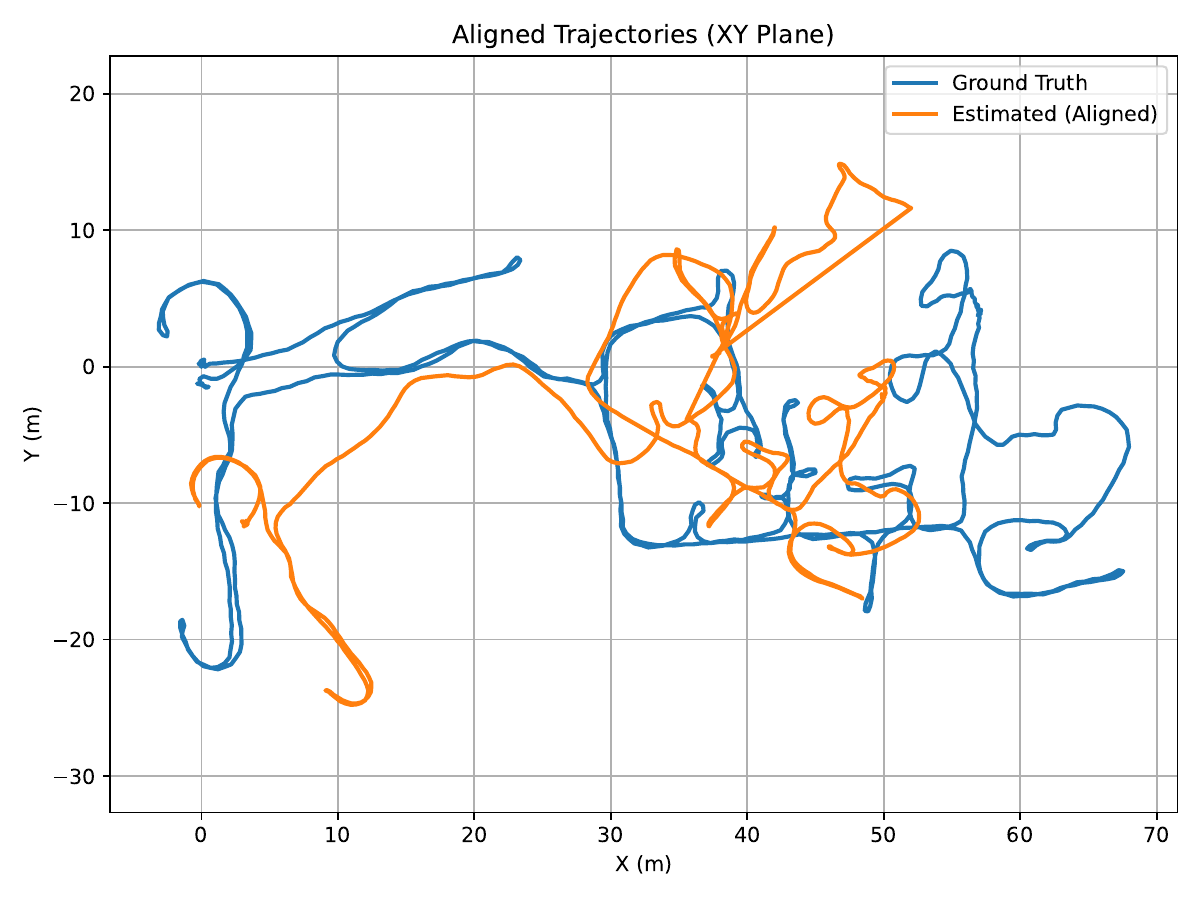 Aligned Trajectories (XY Plane)
Ground Truth
Estimated (Aligned)
20
10
0
−10
−20
−30
Y (m)
0 10 20 30 40 50 60 70
X (m)